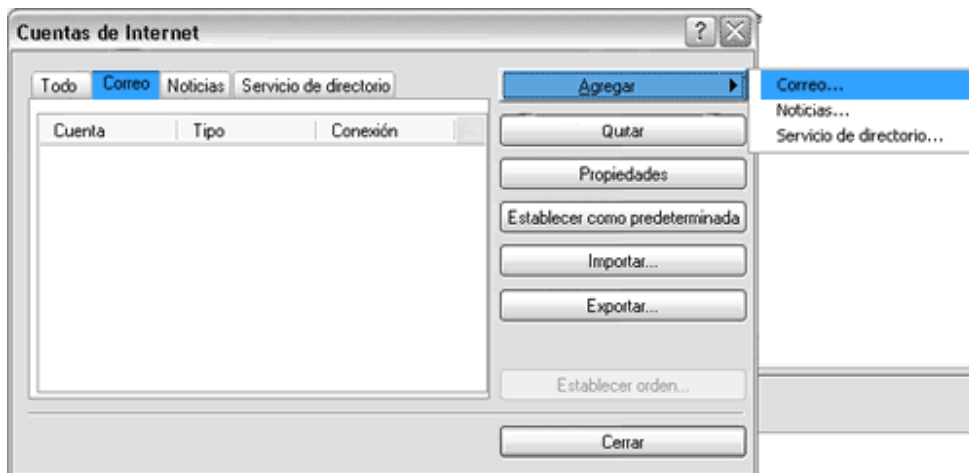 Cuentas de Internet
Todo Correo Noticias Servicio de directorio
Cuenta Tipo Conexión
Agregar
Quitar
Propiedades
Establecer como predeterminada
Importar...
Exportar...
Establecer orden...
Cerrar
Correo...
Noticias...
Servicio de directorio...